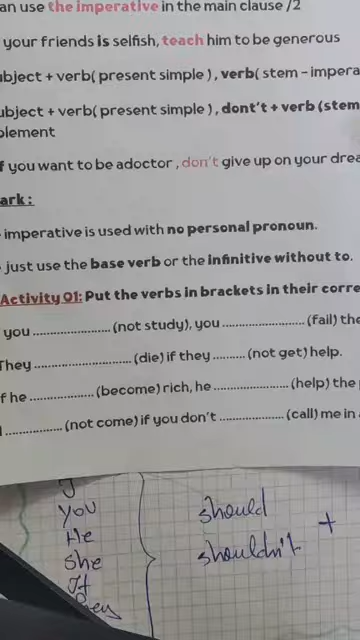 an use the imperative in the main clause /2
your friends is selfish, teach him to be generous
ubject + verb( present simple ), verb( stem – impera
ubject + verb( present simple ), dont't + verb (stem
plement
f you want to be adoctor , don't give up on your drea
ark :
imperative is used with no personal pronoun.
just use the base verb or the infinitive without to.
Activity 01: Put the verbs in brackets in their corre
you ...................... (not study), you ....................... (fail) the
They ........................... (die) if they ......... (not get) help.
f he .................. (become) rich, he ..................... (help) the
I ................ (not come) if you don't .................. (call) me in
you
He
She
It
they
should
shouldn't
+